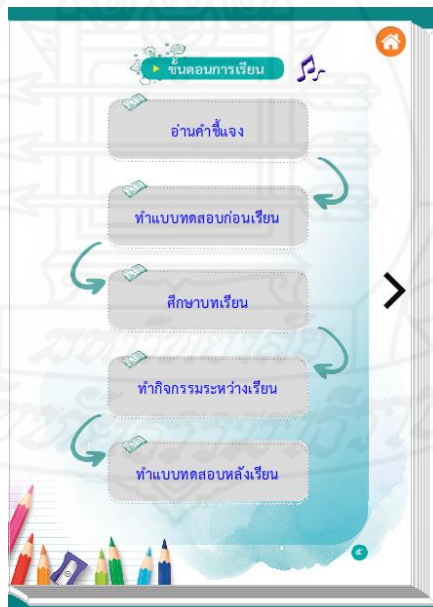 ขั้นตอนการเรียน
อ่านคำชี้แจง
ทำแบบทดสอบก่อนเรียน
ศึกษาบทเรียน
ทำกิจกรรมระหว่างเรียน
ทำแบบทดสอบหลังเรียน